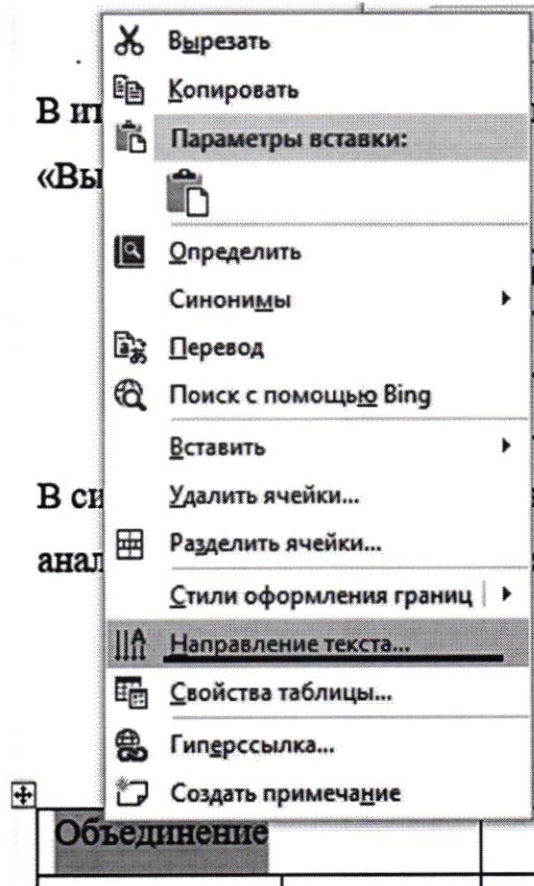 Вырезать
Копировать
В ит
Параметры вставки:
«Вы
Определить
Синонимы
Перевод
Поиск с помощью Bing
Вставить
В си
Удалить ячейки...
Разделить ячейки...
анал
Стили оформления границ
Направление текста...
Свойства таблицы...
Гиперссылка...
Создать примечание
Объединение